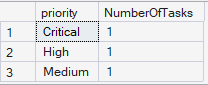 priority NumberOfTasks
1 Critical 1
2 High 1
3 Medium 1